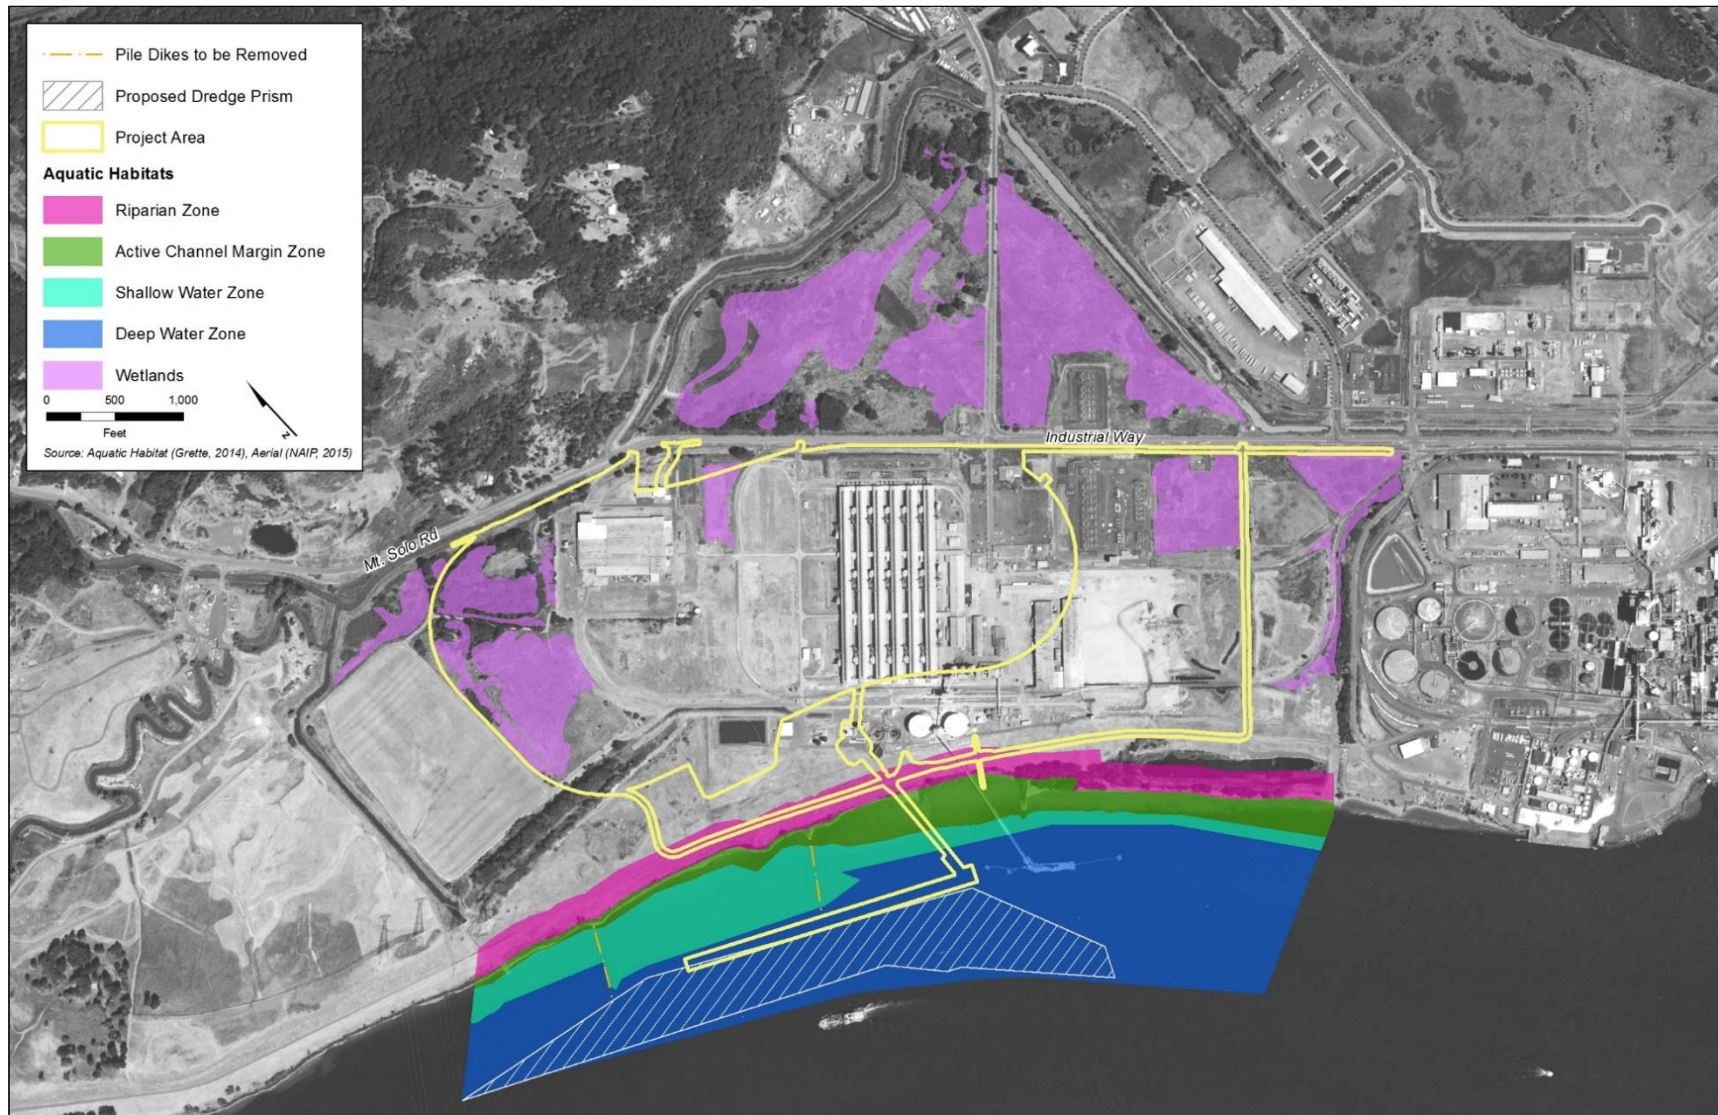 Pile Dikes to be Removed
Proposed Dredge Prism
Project Area
Aquatic Habitats
Riparian Zone
Active Channel Margin Zone
Shallow Water Zone
Deep Water Zone
Wetlands
0 500 1,000
Feet
N
Source: Aquatic Habitat (Grette, 2014), Aerial (NAIP, 2015)
Industrial Way
Mt. Solo Rd